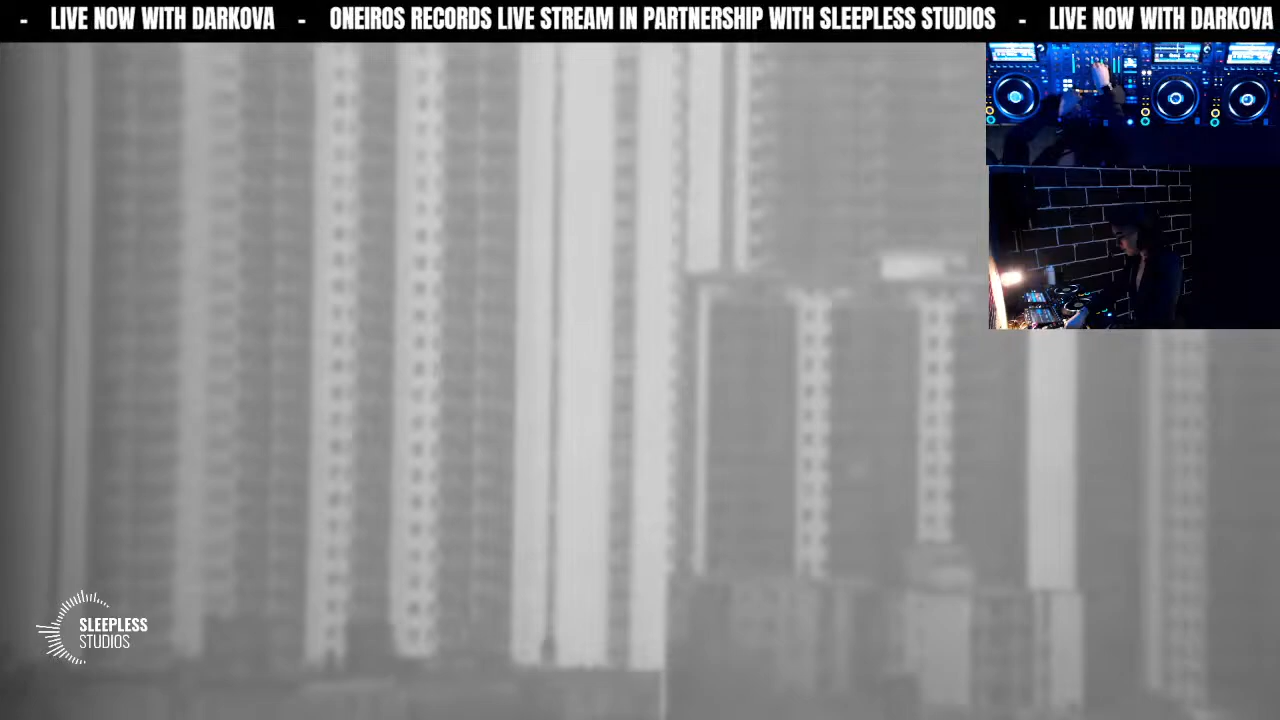 - LIVE NOW WITH DARKOVA - ONEIROS RECORDS LIVE STREAM IN PARTNERSHIP WITH SLEEPLESS STUDIOS - LIVE NOW WITH DARKOVA
SLEEPLESS
STUDIOS